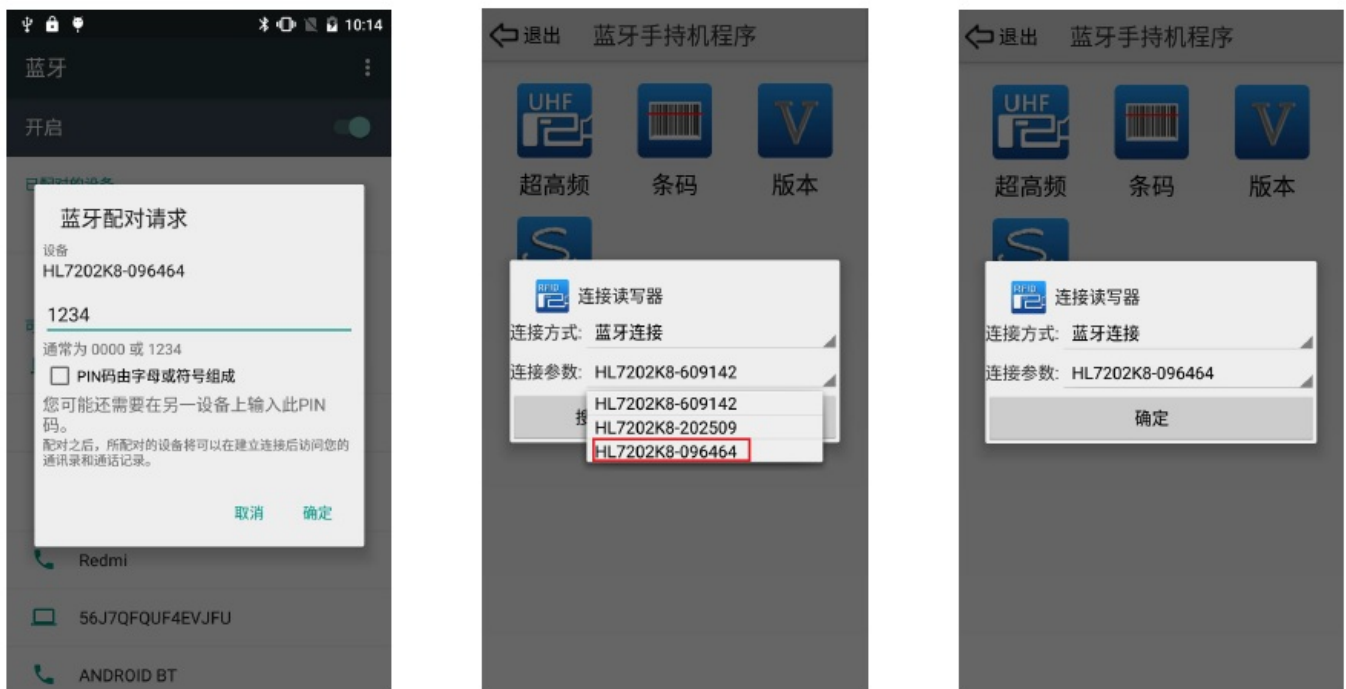 10:14
蓝牙
开启
已配对的设备
蓝牙配对请求
设备
HL7202K8-096464
1234
通常为 0000 或 1234
PIN码由字母或符号组成
您可能还需要在另一设备上输入此PIN
码。
配对之后，所配对的设备将可以在建立连接后访问您的
通讯录和通话记录。
取消 确定
Redmi
56J7QFQUF4EVJFU
ANDROID BT
退出 蓝牙手持机程序
UHF
V
超高频 条码 版本
S
RFID 连接读写器
连接方式: 蓝牙连接
连接参数: HL7202K8-609142
HL7202K8-609142
HL7202K8-202509
HL7202K8-096464
退出 蓝牙手持机程序
UHF
V
超高频 条码 版本
S
RFID 连接读写器
连接方式: 蓝牙连接
连接参数: HL7202K8-096464
确定